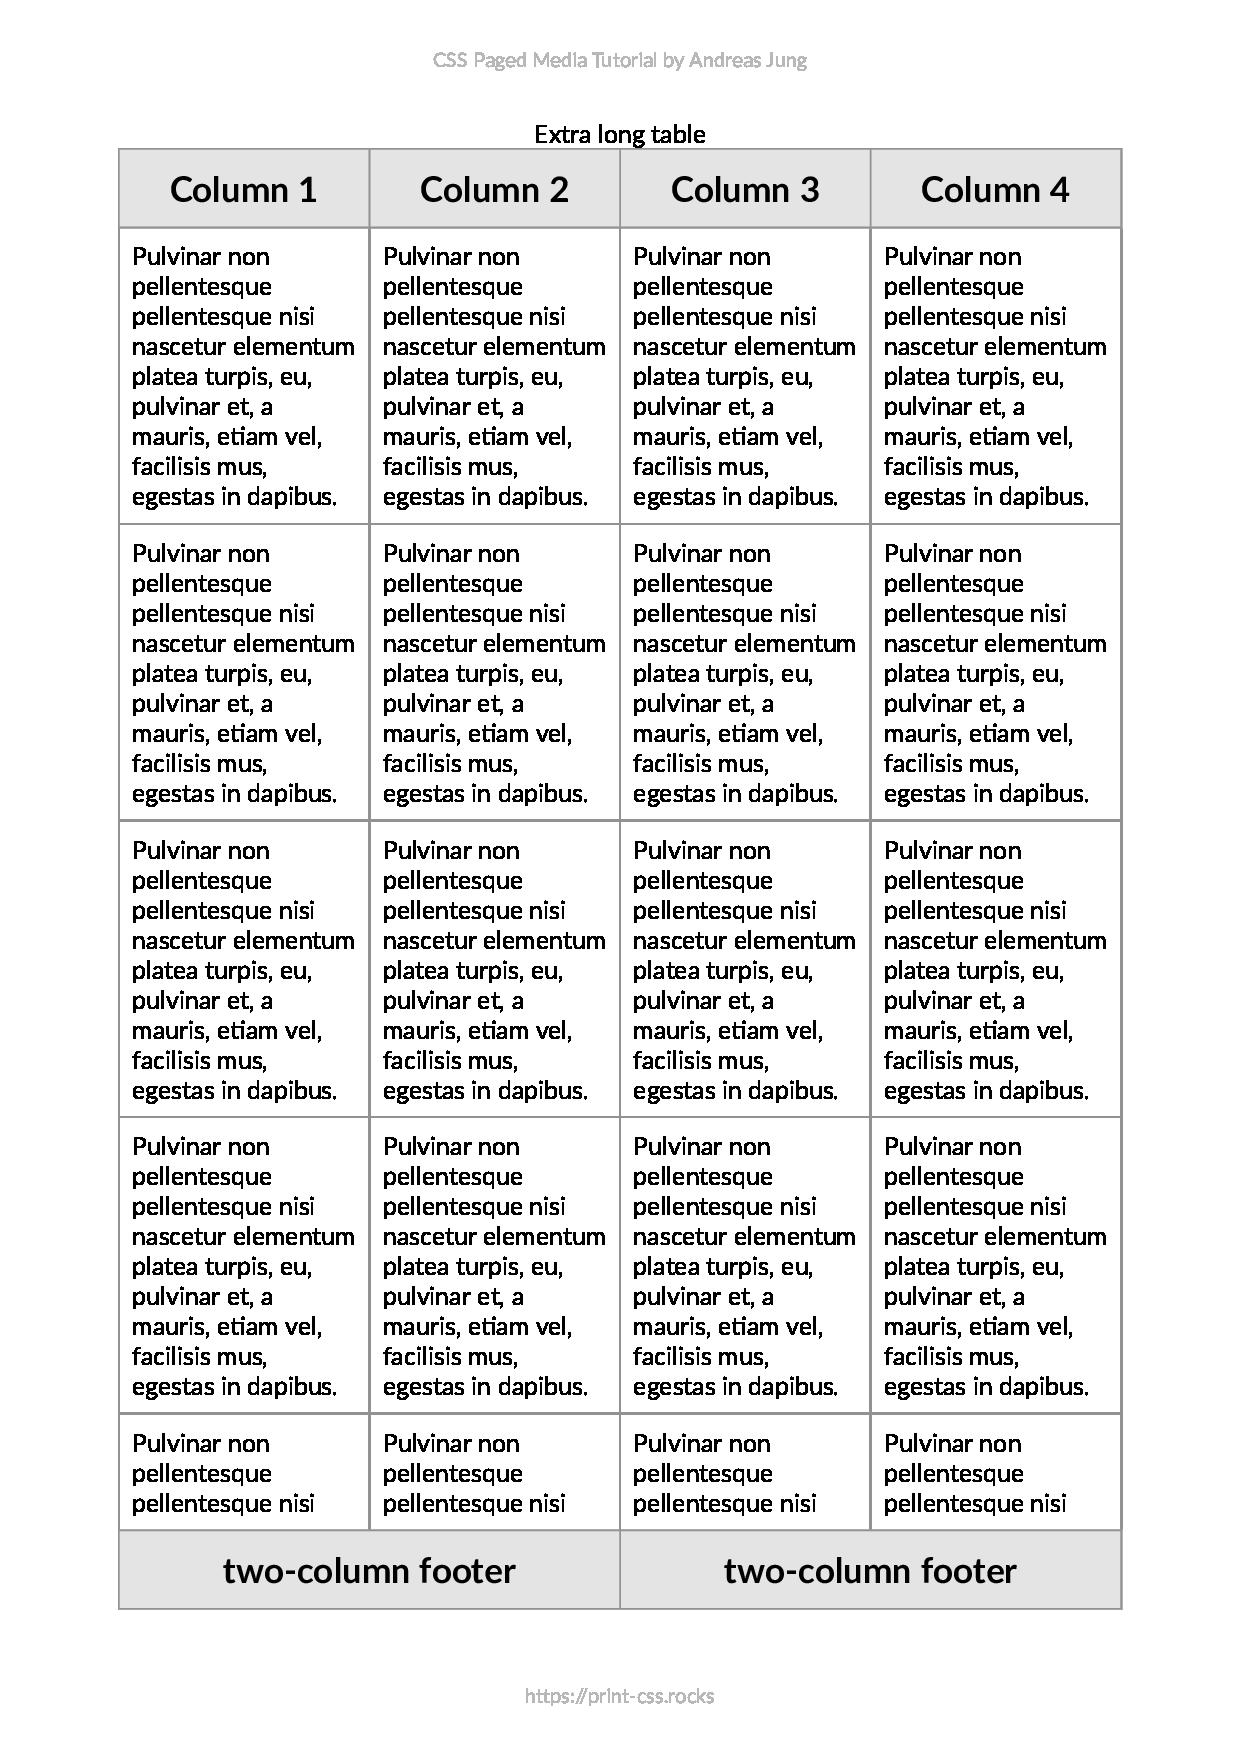 CSS Paged Media Tutorial by Andreas Jung
Extra long table
Column 1 Column 2 Column 3 Column 4
Pulvinar non Pulvinar non Pulvinar non Pulvinar non
pellentesque pellentesque pellentesque pellentesque
pellentesque nisi pellentesque nisi pellentesque nisi pellentesque nisi
nascetur elementum nascetur elementum nascetur elementum nascetur elementum
platea turpis, eu, platea turpis, eu, platea turpis, eu, platea turpis, eu,
pulvinar et, a pulvinar et, a pulvinar et, a pulvinar et, a
mauris, etiam vel, mauris, etiam vel, mauris, etiam vel, mauris, etiam vel,
facilisis mus, facilisis mus, facilisis mus, facilisis mus,
egestas in dapibus. egestas in dapibus. egestas in dapibus. egestas in dapibus.
Pulvinar non Pulvinar non Pulvinar non Pulvinar non
pellentesque pellentesque pellentesque pellentesque
pellentesque nisi pellentesque nisi pellentesque nisi pellentesque nisi
nascetur elementum nascetur elementum nascetur elementum nascetur elementum
platea turpis, eu, platea turpis, eu, platea turpis, eu, platea turpis, eu,
pulvinar et, a pulvinar et, a pulvinar et, a pulvinar et, a
mauris, etiam vel, mauris, etiam vel, mauris, etiam vel, mauris, etiam vel,
facilisis mus, facilisis mus, facilisis mus, facilisis mus,
egestas in dapibus. egestas in dapibus. egestas in dapibus. egestas in dapibus.
Pulvinar non Pulvinar non Pulvinar non Pulvinar non
pellentesque pellentesque pellentesque pellentesque
pellentesque nisi pellentesque nisi pellentesque nisi pellentesque nisi
nascetur elementum nascetur elementum nascetur elementum nascetur elementum
platea turpis, eu, platea turpis, eu, platea turpis, eu, platea turpis, eu,
pulvinar et, a pulvinar et, a pulvinar et, a pulvinar et, a
mauris, etiam vel, mauris, etiam vel, mauris, etiam vel, mauris, etiam vel,
facilisis mus, facilisis mus, facilisis mus, facilisis mus,
egestas in dapibus. egestas in dapibus. egestas in dapibus. egestas in dapibus.
Pulvinar non Pulvinar non Pulvinar non Pulvinar non
pellentesque pellentesque pellentesque pellentesque
pellentesque nisi pellentesque nisi pellentesque nisi pellentesque nisi
nascetur elementum nascetur elementum nascetur elementum nascetur elementum
platea turpis, eu, platea turpis, eu, platea turpis, eu, platea turpis, eu,
pulvinar et, a pulvinar et, a pulvinar et, a pulvinar et, a
mauris, etiam vel, mauris, etiam vel, mauris, etiam vel, mauris, etiam vel,
facilisis mus, facilisis mus, facilisis mus, facilisis mus,
egestas in dapibus. egestas in dapibus. egestas in dapibus. egestas in dapibus.
Pulvinar non Pulvinar non Pulvinar non Pulvinar non
pellentesque pellentesque pellentesque pellentesque
pellentesque nisi pellentesque nisi pellentesque nisi pellentesque nisi
two-column footer two-column footer
https://print-css.rocks